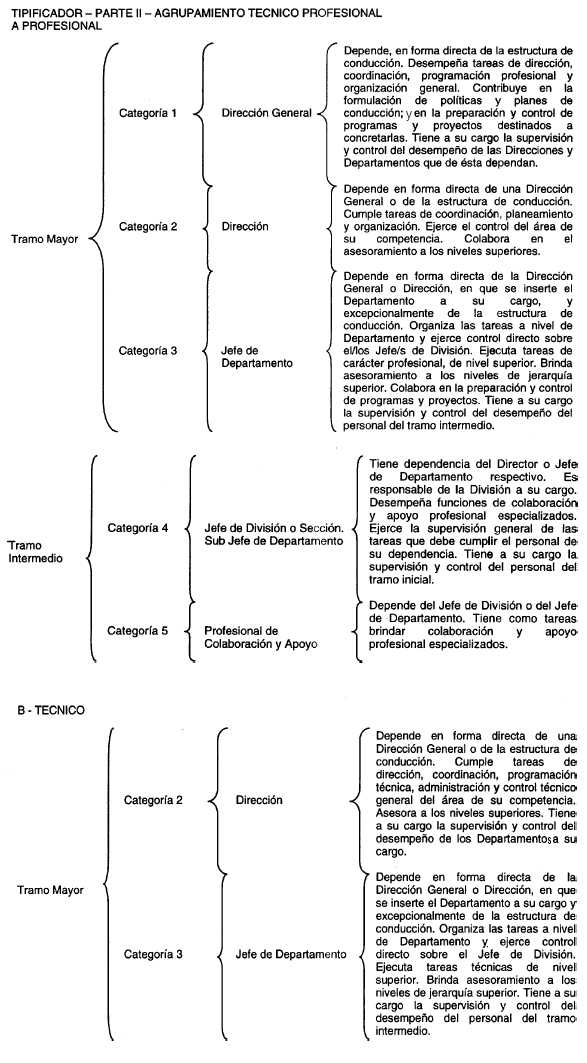 TIPIFICADOR – PARTE II – AGRUPAMIENTO TECNICO PROFESIONAL
A PROFESIONAL
Tramo Mayor
Categoría 1
Dirección General
Depende, en forma directa de la estructura de
conducción. Desempeña tareas de dirección,
coordinación, programación profesional y
organización general. Contribuye en la
formulación de políticas y planes de
conducción; y en la preparación y control de
programas y proyectos destinados a
concretarlas. Tiene a su cargo la supervisión
y control del desempeño de las Direcciones y
Departamentos que de ésta dependan.
Categoría 2
Dirección
Depende en forma directa de una Dirección
General o de la estructura de conducción.
Cumple tareas de coordinación, planeamiento
y organización. Ejerce el control del área de
su competencia. Colabora en el
asesoramiento a los niveles superiores.
Categoría 3
Jefe de
Departamento
Depende en forma directa de la Dirección
General o Dirección, en que se inserte el
Departamento a su cargo, y
excepcionalmente de la estructura de
conducción. Organiza las tareas a nivel de
Departamento y ejerce control directo sobre
el/los Jefe/s de División. Ejecuta tareas de
carácter profesional, de nivel superior. Brinda
asesoramiento a los niveles de jerarquía
superior. Colabora en la preparación y control
de programas y proyectos. Tiene a su cargo
la supervisión y control del desempeño del
personal del tramo intermedio.
Tramo
Intermedio
Categoría 4
Jefe de División o Sección.
Sub Jefe de Departamento
Tiene dependencia del Director o Jefe
de Departamento respectivo. Es
responsable de la División a su cargo.
Desempeña funciones de colaboración
y apoyo profesional especializados.
Ejerce la supervisión general de las
tareas que debe cumplir el personal de
su dependencia. Tiene a su cargo la
supervisión y control del personal del
tramo inicial.
Categoría 5
Profesional de
Colaboración y Apoyo
Depende del Jefe de División o del Jefe
de Departamento. Tiene como tareas
brindar colaboración y apoyo
profesional especializados.
B - TECNICO
Tramo Mayor
Categoría 2
Dirección
Depende en forma directa de una
Dirección General o de la estructura de
conducción. Cumple tareas de
dirección, coordinación, programación
técnica, administración y control técnico
general del área de su competencia.
Asesora a los niveles superiores. Tiene
a su cargo la supervisión y control del
desempeño de los Departamentos a su
cargo.
Categoría 3
Jefe de Departamento
Depende en forma directa de la
Dirección General o Dirección, en que
se inserte el Departamento a su cargo y
excepcionalmente de la estructura de
conducción. Organiza las tareas a nivel
de Departamento y ejerce control
directo sobre el Jefe de División.
Ejecuta tareas técnicas de nivel
superior. Brinda asesoramiento a los
niveles de jerarquía superior. Tiene a su
cargo la supervisión y control del
desempeño del personal del tramo
intermedio.